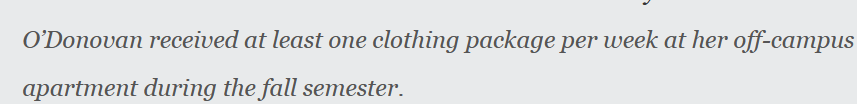 O’Donovan received at least one clothing package per week at her off-campus
apartment during the fall semester.